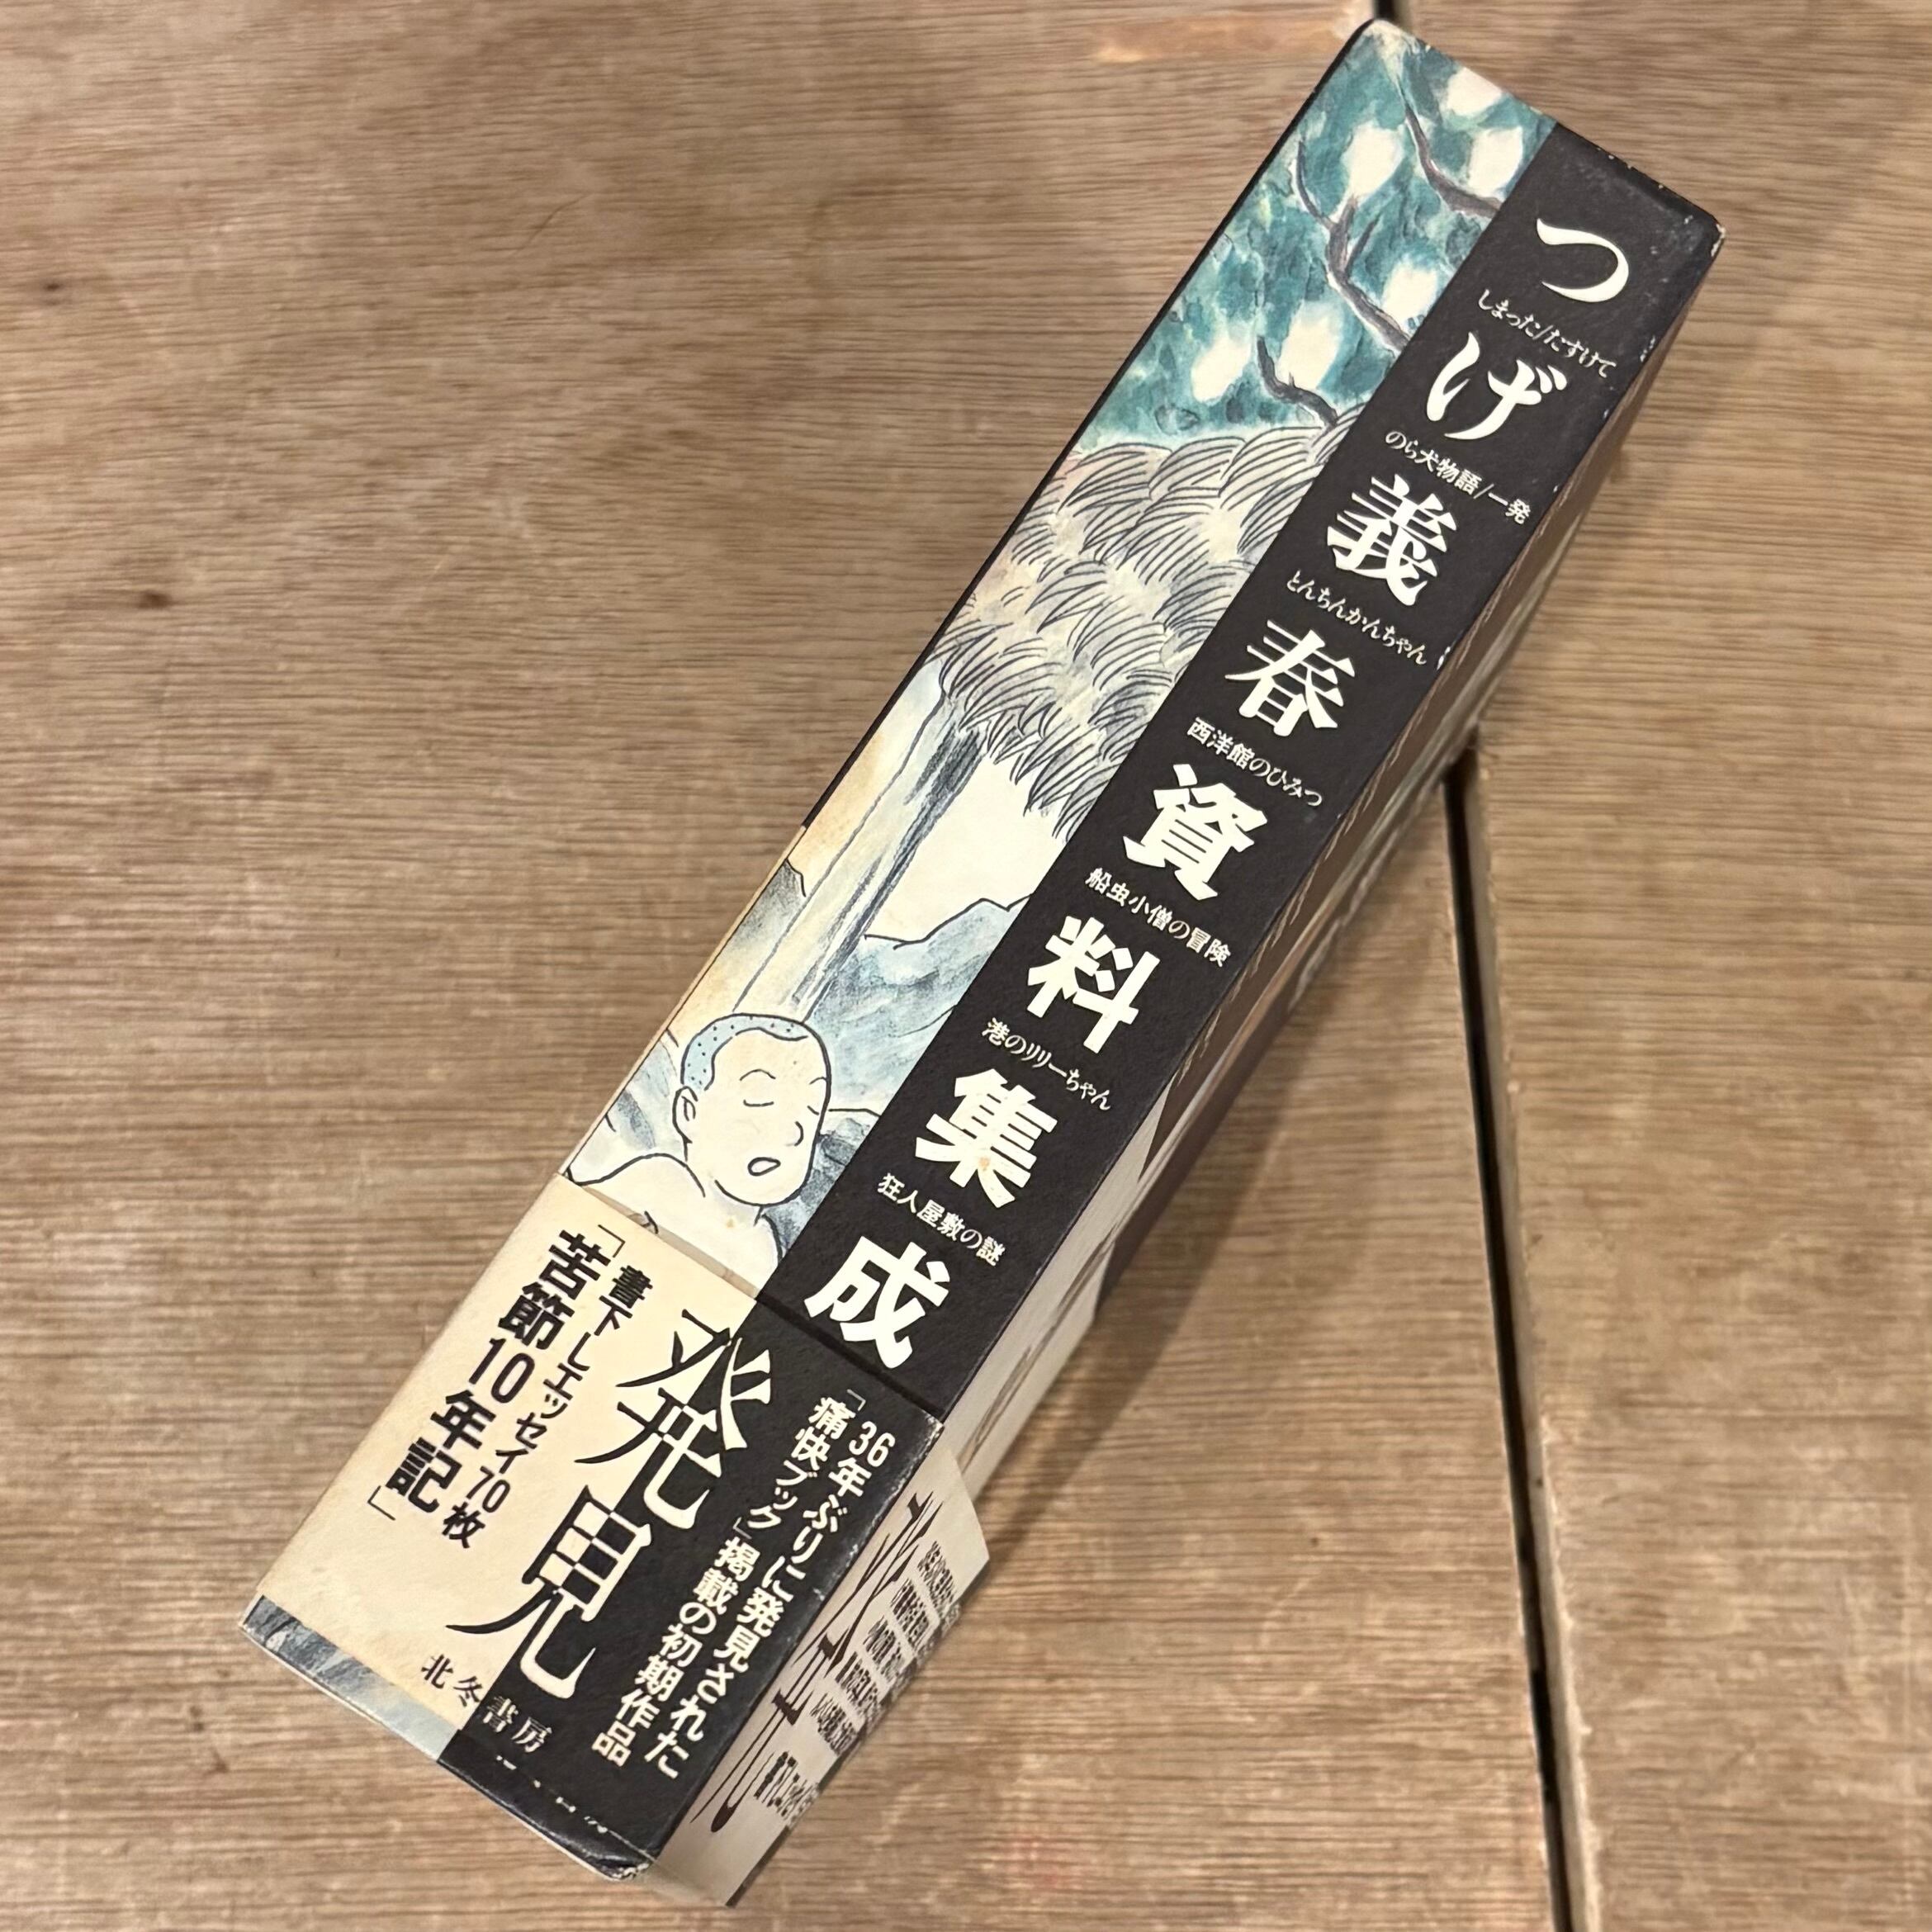 つげ義春資料集成
しまった/たすけて
のら犬物語/一発
とんちんかんちゃん
西洋館のひみつ
船虫小僧の冒険
港のリリーちゃん
狂人屋敷の謎
36年ぶりに発見された
「痛快ブック」掲載の初期作品
発見
書下しエッセイ70枚
「苦節10年記」
北冬書房